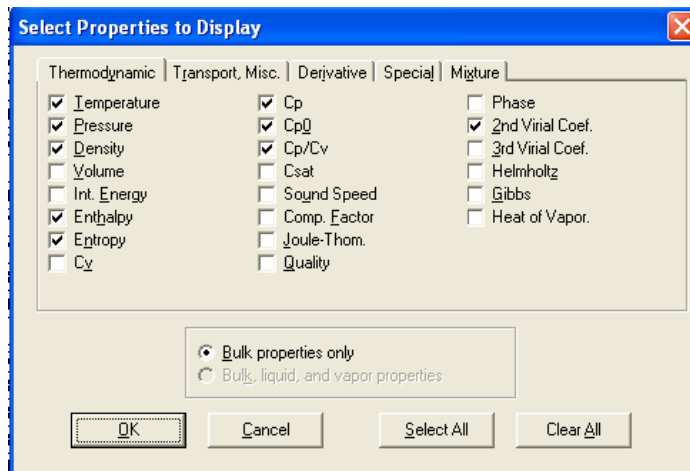 Select Properties to Display
Thermodynamic Transport, Misc. Derivative Special Mixture
Temperature Cp Phase
Pressure Cp0 2nd Virial Coef.
Density Cp/Cv 3rd Virial Coef.
Volume Csat Helmholtz
Int. Energy Sound Speed Gibbs
Enthalpy Comp. Factor Heat of Vapor.
Entropy Joule-Thom.
Cv Quality
Bulk properties only
Bulk, liquid, and vapor properties
OK Cancel Select All Clear All